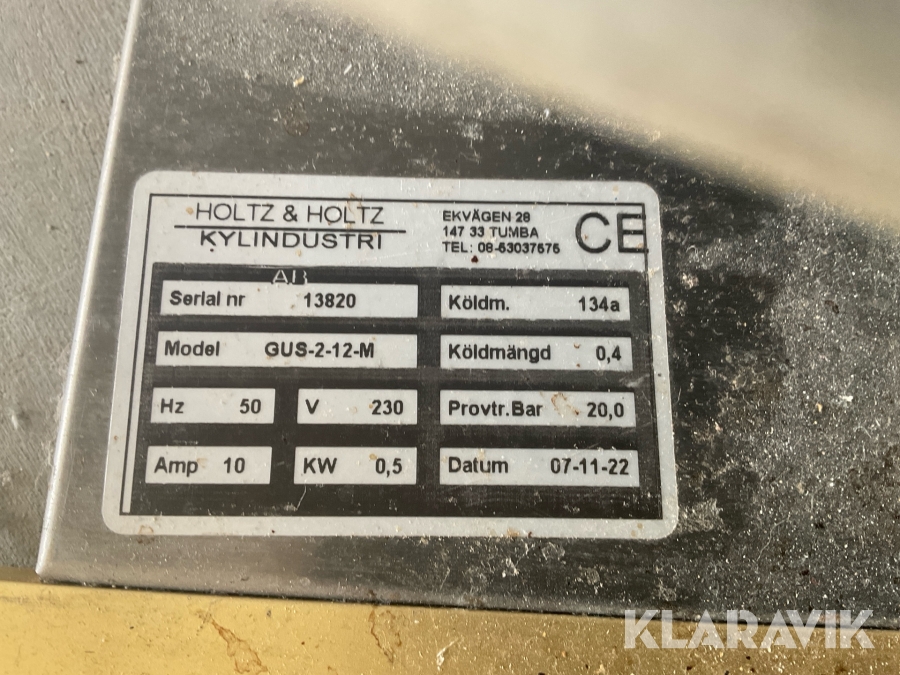 HOLTZ & HOLTZ
KYLINDUSTRI
AB
EKVÄGEN 28
147 33 TUMBA
TEL: 08-53037676
CE
Serial nr 13820
Köldm. 134a
Model GUS-2-12-M
Köldmängd 0,4
Hz 50
V 230
Provtr.Bar 20,0
Amp 10
KW 0,5
Datum 07-11-22
KLARAVIK